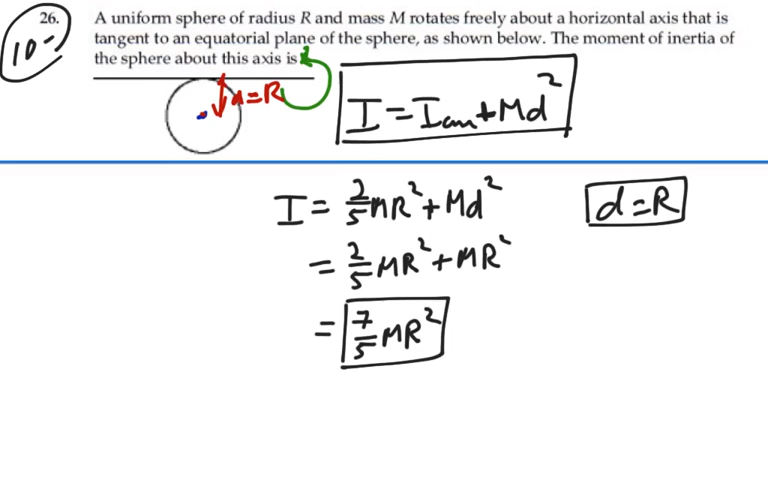 10-
26.
A uniform sphere of radius R and mass M rotates freely about a horizontal axis that is
tangent to an equatorial plane of the sphere, as shown below. The moment of inertia of
the sphere about this axis is
d=R
I = Icm + Md²
I = 2/5 MR² + Md²
d=R
= 2/5 MR² + MR²
= 7/5 MR²